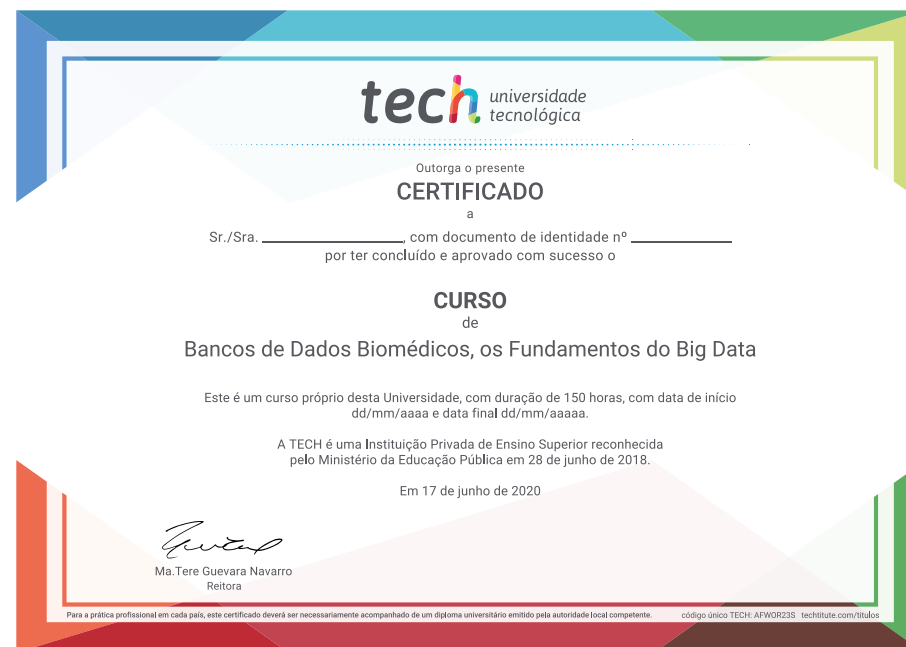 tech universidade
tecnológica
Outorga o presente
CERTIFICADO
a
Sr./Sra. ______________, com documento de identidade nº __________
por ter concluído e aprovado com sucesso o
CURSO
de
Bancos de Dados Biomédicos, os Fundamentos do Big Data
Este é um curso próprio desta Universidade, com duração de 150 horas, com data de início
dd/mm/aaaa e data final dd/mm/aaaaa.
A TECH é uma Instituição Privada de Ensino Superior reconhecida
pelo Ministério da Educação Pública em 28 de junho de 2018.
Em 17 de junho de 2020
Ma.Tere Guevara Navarro
Reitora
Para a prática profissional em cada país, este certificado deverá ser necessariamente acompanhado de um diploma universitário emitido pela autoridade local competente. código único TECH: AFWOR23S techtitute.com/titulos